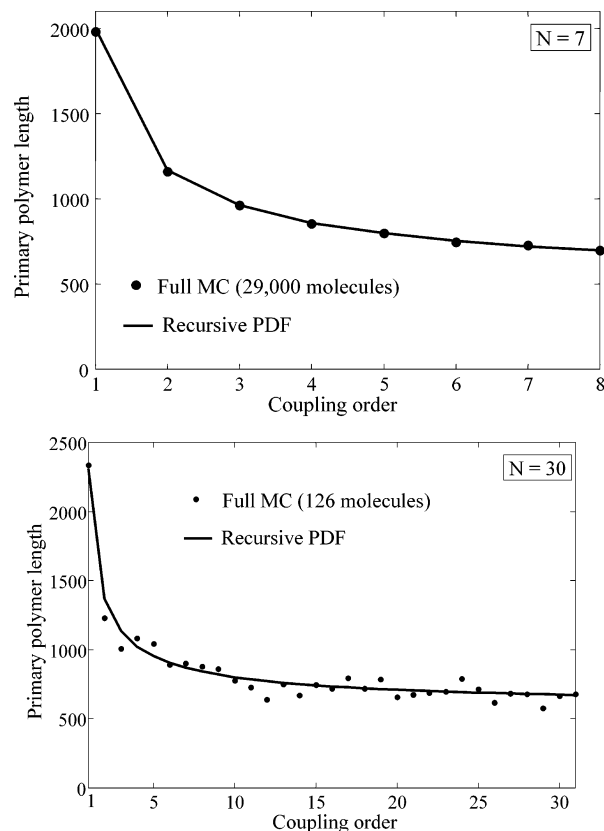 2000
N = 7
1500
1000
500
0
Primary polymer length
Full MC (29,000 molecules)
Recursive PDF
1 2 3 4 5 6 7 8
Coupling order
2500
N = 30
2000
1500
1000
500
0
Primary polymer length
Full MC (126 molecules)
Recursive PDF
1 5 10 15 20 25 30
Coupling order